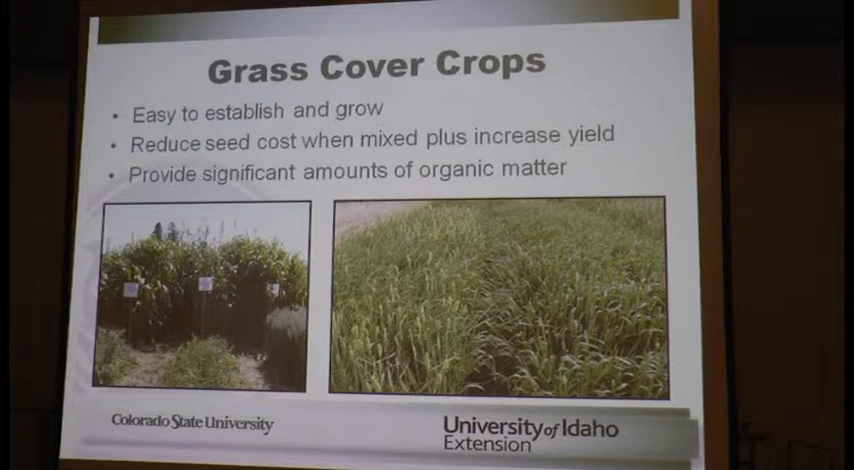 Grass Cover Crops
• Easy to establish and grow
• Reduce seed cost when mixed plus increase yield
• Provide significant amounts of organic matter
Colorado State University
University of Idaho
Extension